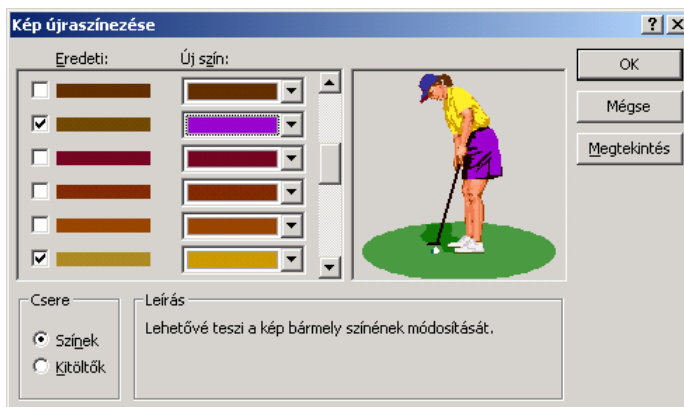 Kép újraszínezése
Eredeti:
Új szín:
OK
Mégse
Megtekintés
Csere
Színek
Kitöltők
Leírás
Lehetővé teszi a kép bármely színének módosítását.